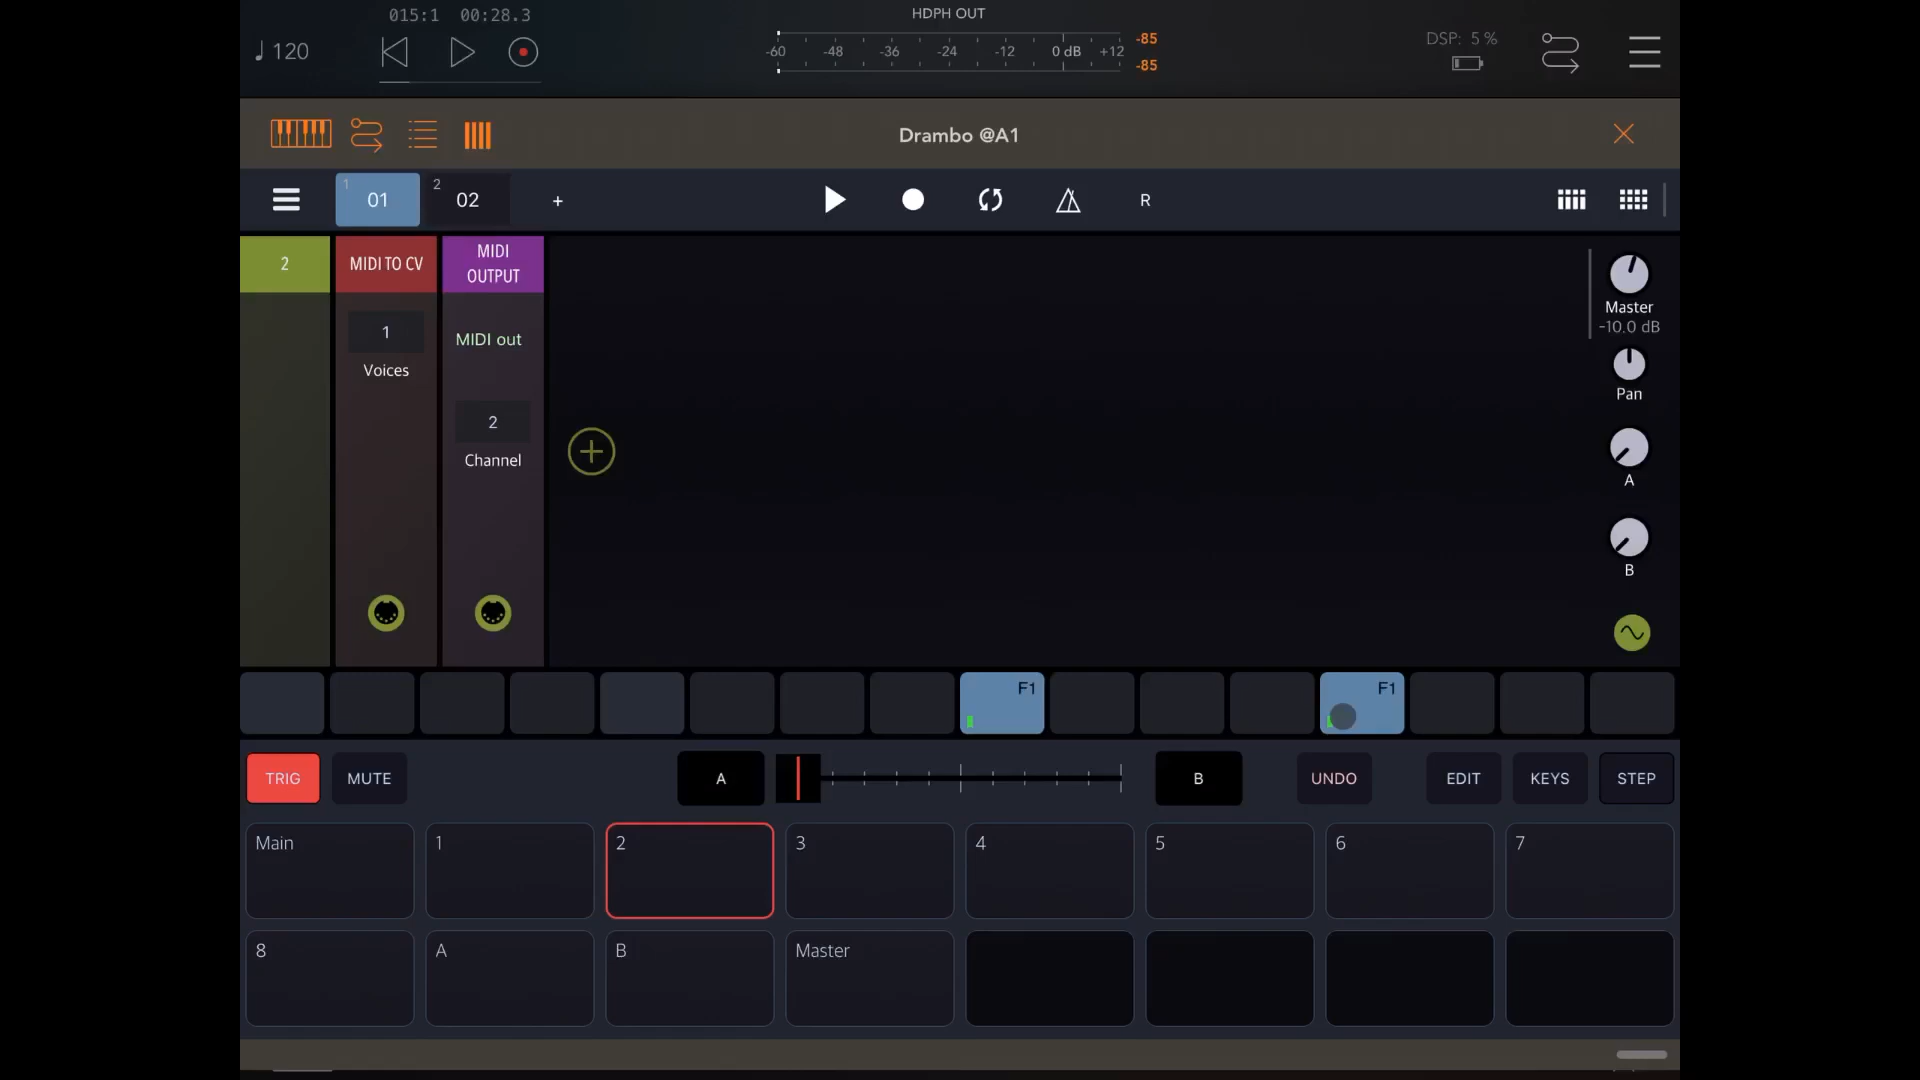 015:1 00:28.3
HDPH OUT
120
-60 -48 -36 -24 -12 0 dB +12
-85
-85
DSP: 5 %
Drambo @A1
1 01
2 02
+
R
2
MIDI TO CV
MIDI OUTPUT
1
Voices
MIDI out
2
Channel
Master
-10.0 dB
Pan
A
B
F1
F1
TRIG MUTE A B UNDO EDIT KEYS STEP
Main 1 2 3 4 5 6 7
8 A B Master